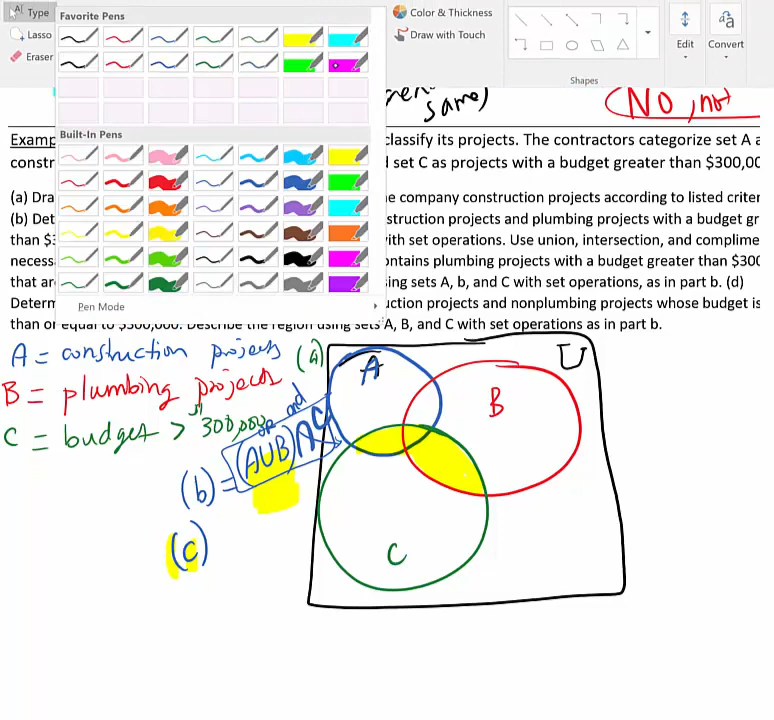 Type
Favorite Pens
Lasso
Eraser
Color & Thickness
Draw with Touch
Shapes
Edit
Convert
Built-In Pens
Pen Mode
same)
(NO, not
Examp
classify its projects. The contractors categorize set A a
constr
set C as projects with a budget greater than $300,00
(a) Dra
e company construction projects according to listed criter
(b) Det
struction projects and plumbing projects with a budget gr
than $3
ith set operations. Use union, intersection, and complime
necess
ontains plumbing projects with a budget greater than $300
that ar
sing sets A, b, and C with set operations, as in part b. (d)
Determ
uction projects and nonplumbing projects whose budget is
than or equal to $300,000. Describe the region using sets A, B, and C with set operations as in part b.
A = construction projects (a)
B = plumbing projects
C = budget > 300,000
or and
(b) = (A∪B)∩C
(c)
A
B
C
U